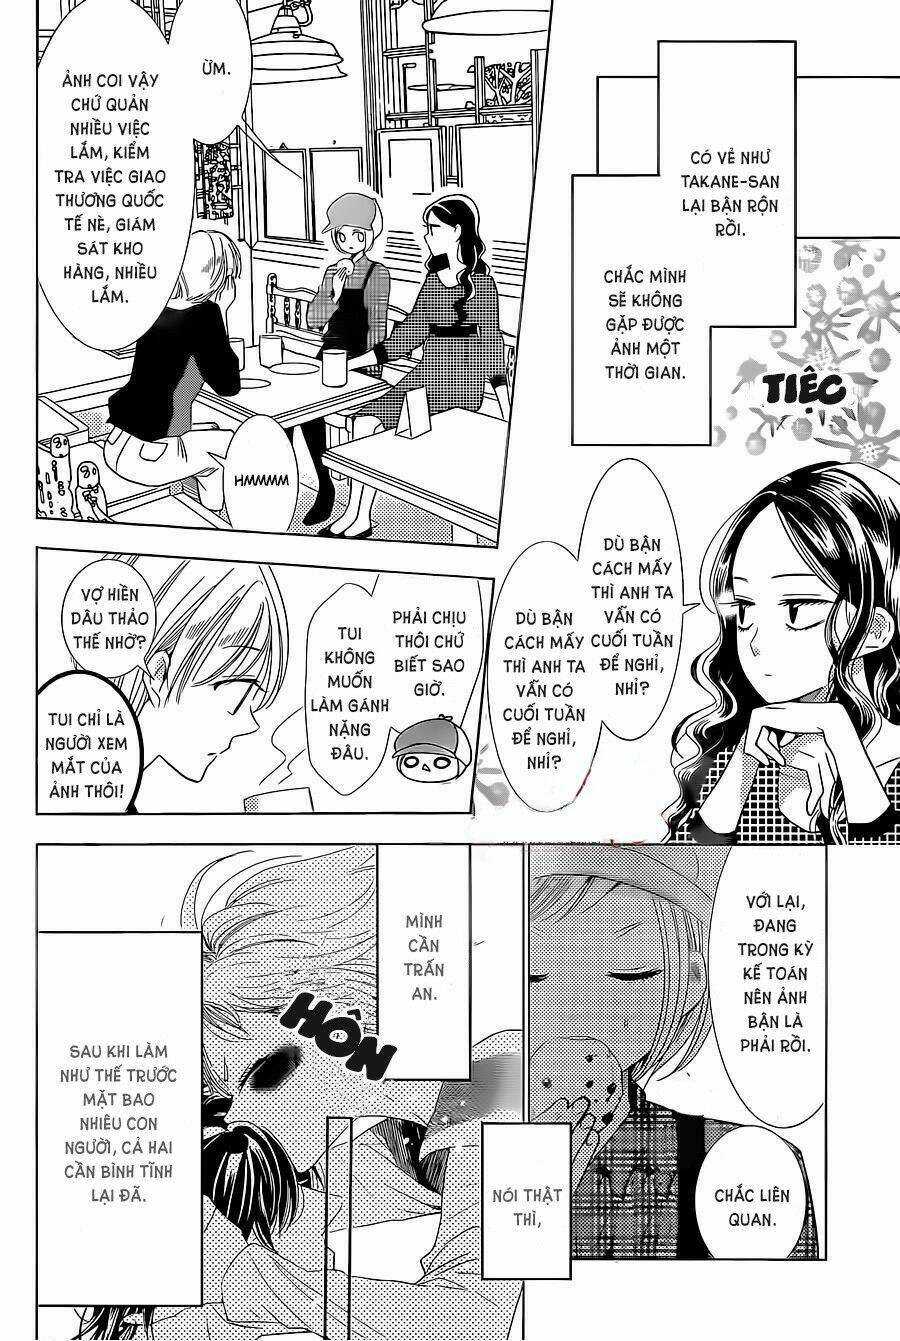 CÓ VẺ NHƯ
TAKANE-SAN
LẠI BẬN RỘN
RỒI.
CHẮC MÌNH
SẼ KHÔNG
GẶP ĐƯỢC
ẢNH MỘT
THỜI GIAN.
TIỆC
ỪM.
ẢNH COI VẬY
CHỨ QUẢN
NHIỀU VIỆC
LẮM, KIỂM
TRA VIỆC GIAO
THƯƠNG QUỐC
TẾ NÈ, GIÁM
SÁT KHO
HÀNG, NHIỀU
LẮM.
HMMMM
DÙ BẬN
CÁCH MẤY
THÌ ANH TA
VẪN CÓ
CUỐI TUẦN
ĐỂ NGHỈ,
NHỈ?
DÙ BẬN
CÁCH MẤY
THÌ ANH TA
VẪN CÓ
CUỐI TUẦN
ĐỂ NGHỈ,
NHỈ?
PHẢI CHỊU
THÔI CHỨ
BIẾT SAO
GIỜ.
TUI
KHÔNG
MUỐN
LÀM GÁNH
NẶNG
ĐÂU.
VỢ HIỀN
DÂU THẢO
THẾ NHỜ?
TUI CHỈ LÀ
NGƯỜI XEM
MẮT CỦA
ẢNH THÔI!
VỚI LẠI,
ĐANG
TRONG KỲ
KẾ TOÁN
NÊN ẢNH
BẬN LÀ
PHẢI RỒI.
CHẮC LIÊN
QUAN.
NÓI THẬT
THÌ,
MÌNH
CẦN
TRẤN
AN.
HÔN
SAU KHI LÀM
NHƯ THẾ TRƯỚC
MẶT BAO
NHIÊU CON
NGƯỜI, CẢ HAI
CẦN BÌNH TĨNH
LẠI ĐÃ.